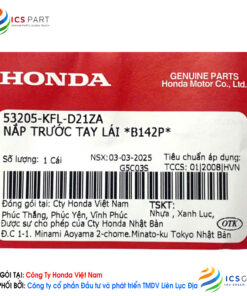 ICS PART
HONDA
GENUINE PARTS
Honda Motor Co., Ltd.
53205-KFL-D21ZA
NẮP TRƯỚC TAY LÁI *B142P*
Số lượng: 1 Cái
NSX: 03-03-2025
Tiêu chuẩn áp dụng:
G5C03S
TCCS: 01|2008|HVN
Đóng gói tại: Cty Honda Việt Nam
TSKT:
Phúc Thắng, Phúc Yên, Vĩnh Phúc
Nhựa , Xanh Lục,
Được sự cho phép của Cty Honda Nhật Bản
OTK
Đ.C 1-1. Minami Aoyama 2-chome.Minato-ku Tokyo Nhật Bản
GÓI TẠI: Công Ty Honda Việt Nam
PHỐI BỞI: Công ty cổ phần Đầu tư và phát triển TMDV Liên Lục Địa
ICSVN